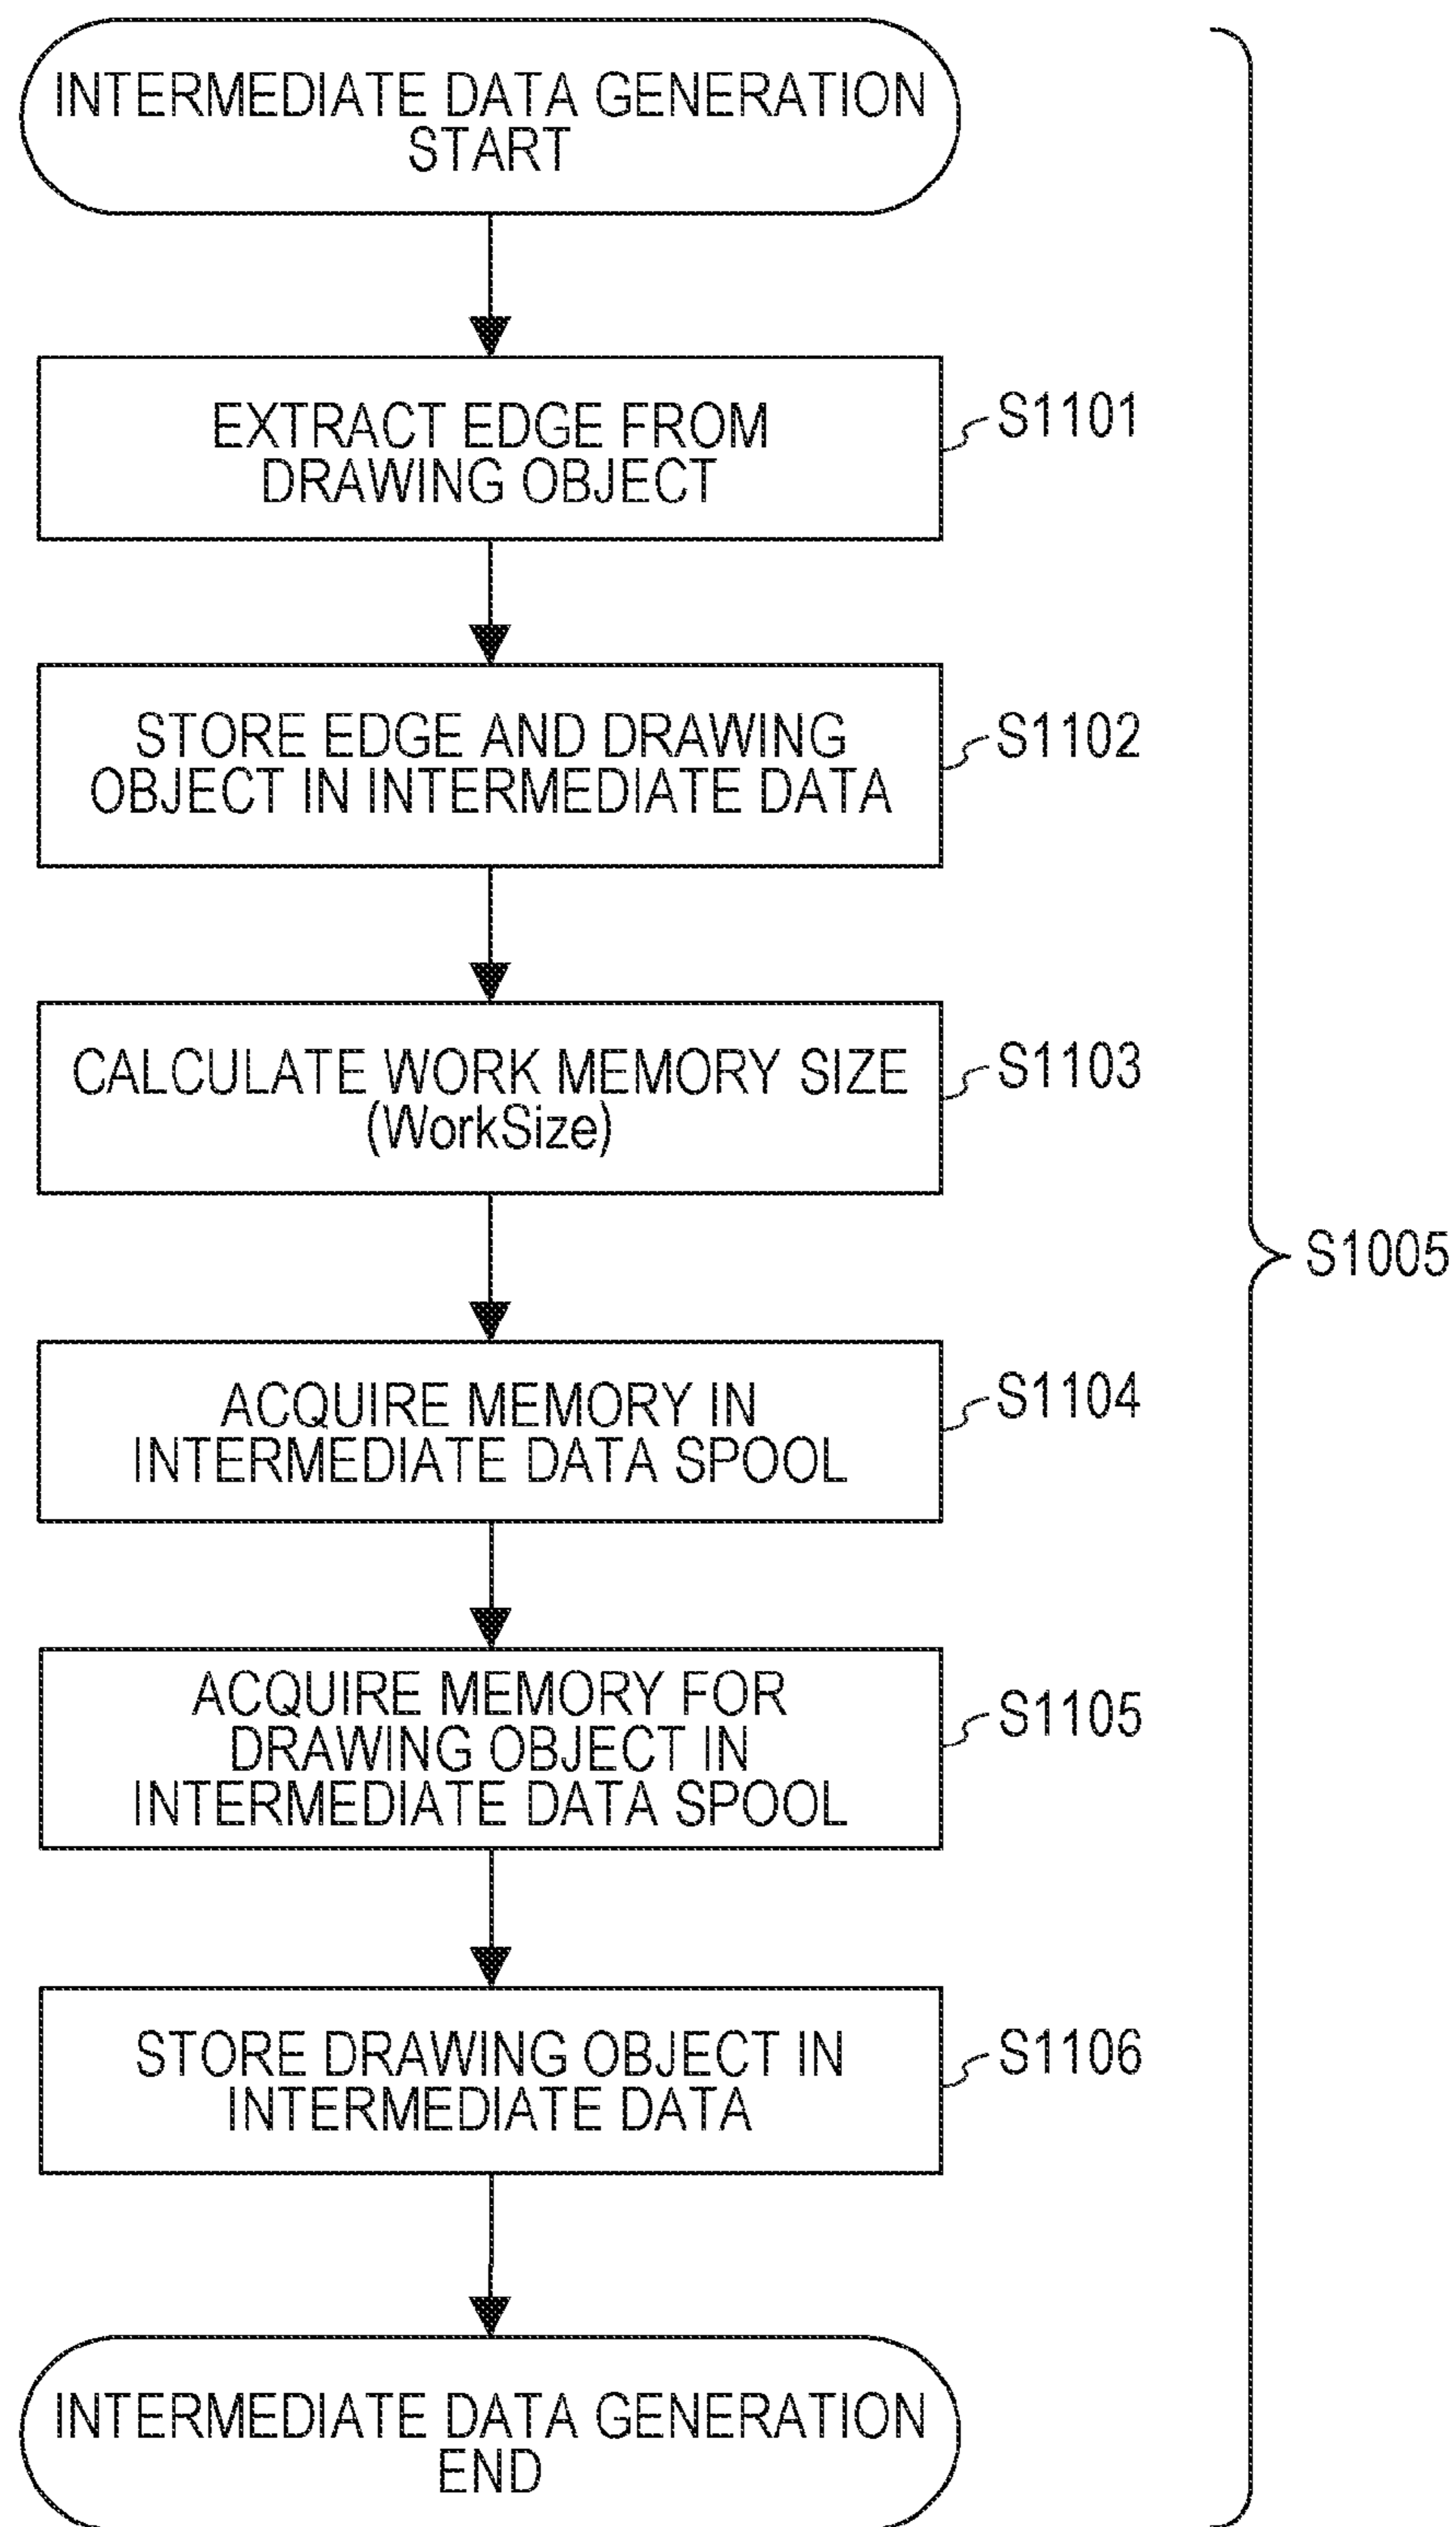 INTERMEDIATE DATA GENERATION
START
EXTRACT EDGE FROM
DRAWING OBJECT
S1101
STORE EDGE AND DRAWING
OBJECT IN INTERMEDIATE DATA
S1102
CALCULATE WORK MEMORY SIZE
(WorkSize)
S1103
S1005
ACQUIRE MEMORY IN
INTERMEDIATE DATA SPOOL
S1104
ACQUIRE MEMORY FOR
DRAWING OBJECT IN
INTERMEDIATE DATA SPOOL
S1105
STORE DRAWING OBJECT IN
INTERMEDIATE DATA
S1106
INTERMEDIATE DATA GENERATION
END